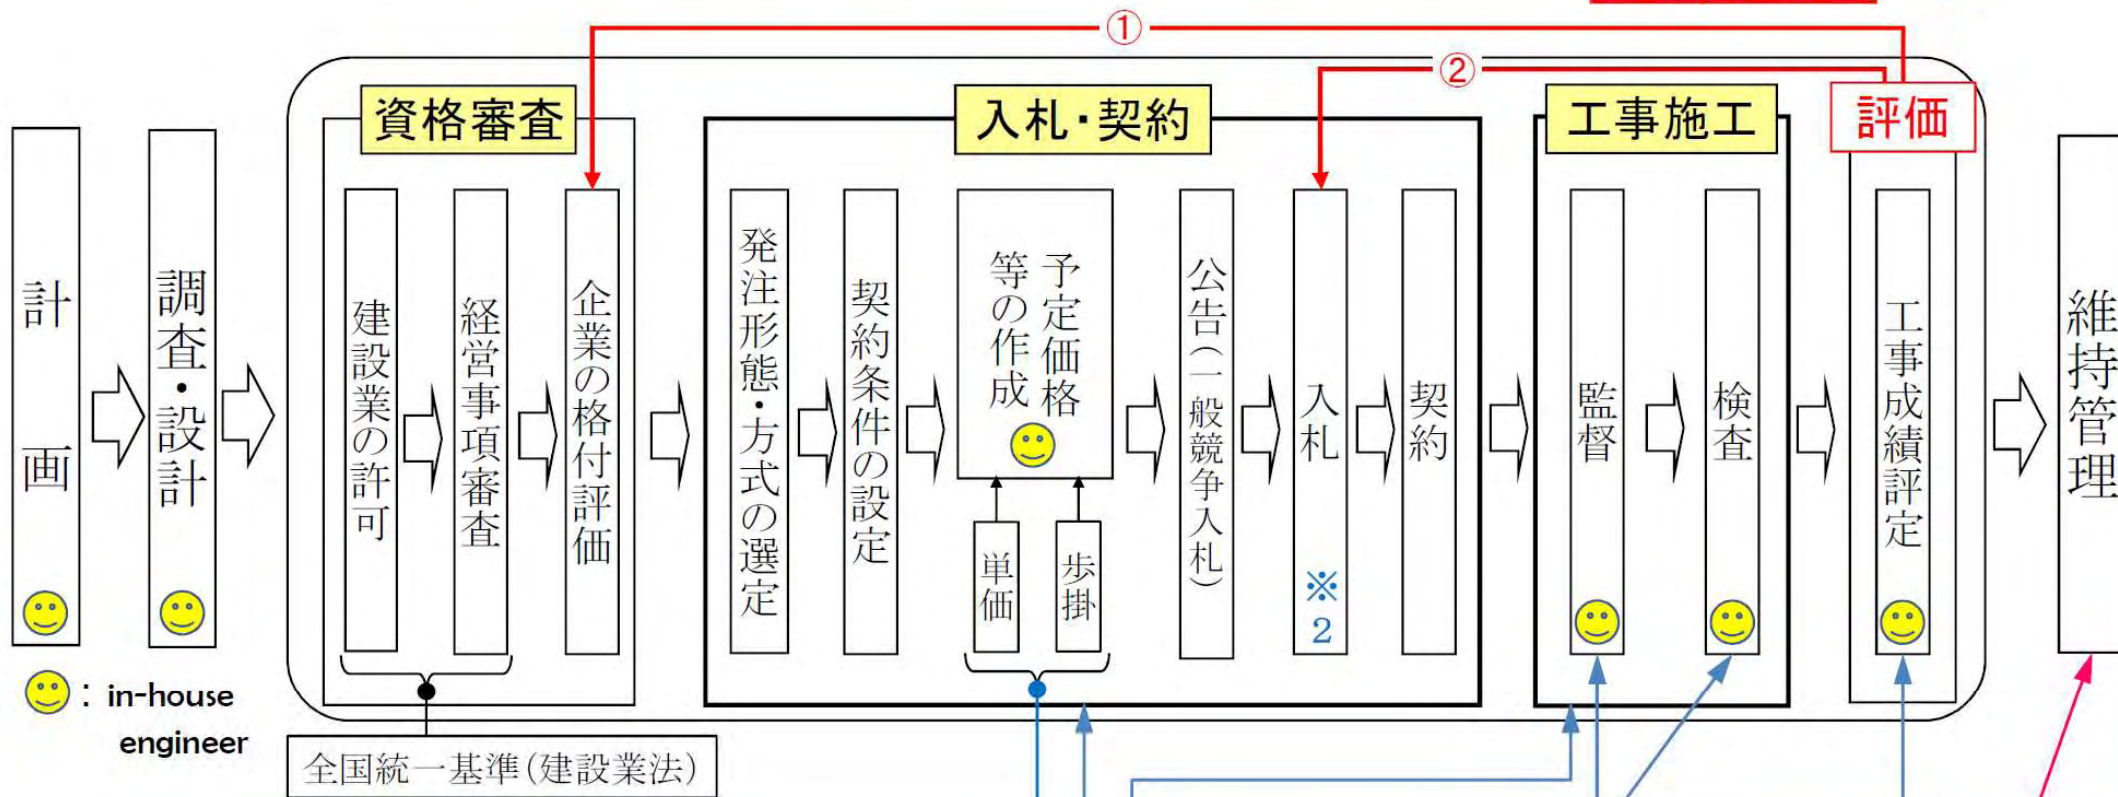 ①
②
資格審査
入札・契約
工事施工
評価
計画
調査・設計
建設業の許可
経営事項審査
企業の格付評価
発注形態・方式の選定
契約条件の設定
予定価格
等の作成
単価
歩掛
公告(一般競争入札)
入札 ※2
契約
監督
検査
工事成績評定
維持管理
: in-house
engineer
全国統一基準(建設業法)